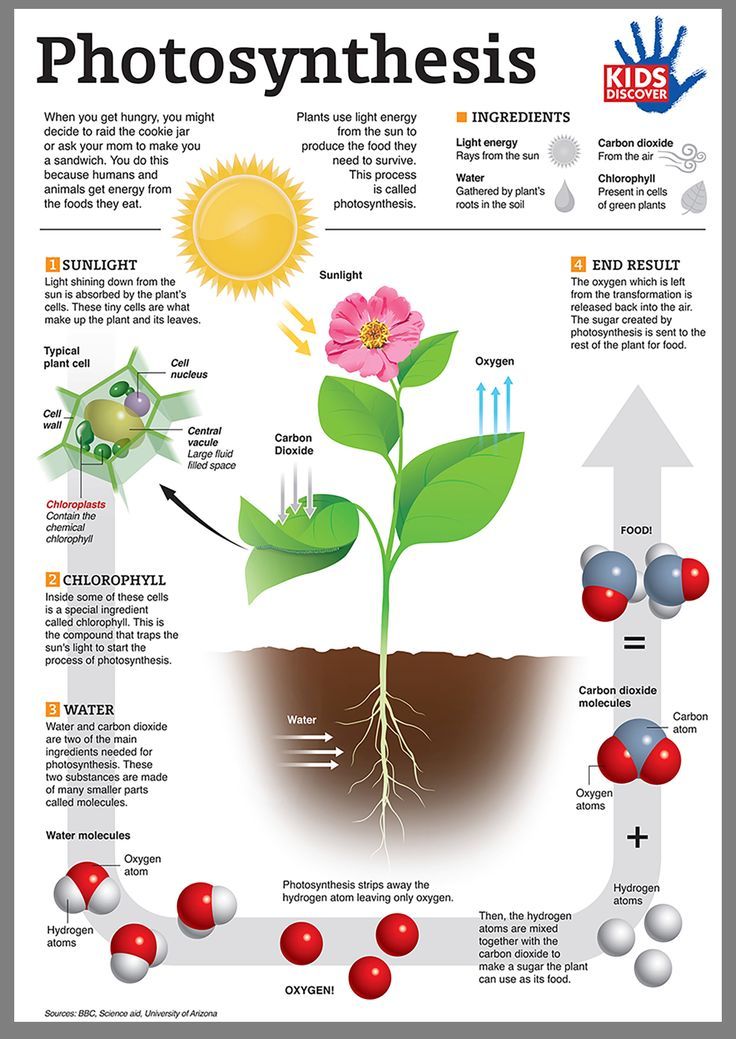 Photosynthesis
KIDS
DISCOVER
When you get hungry, you might
decide to raid the cookie jar
or ask your mom to make you
a sandwich. You do this
because humans and
animals get energy from
the foods they eat.
Plants use light energy
from the sun to
produce the food they
need to survive.
This process
is called
photosynthesis.
INGREDIENTS
Light energy
Rays from the sun
Carbon dioxide
From the air
Water
Gathered by plant's
roots in the soil
Chlorophyll
Present in cells
of green plants
1 SUNLIGHT
Light shining down from the
sun is absorbed by the plant's
cells. These tiny cells are what
make up the plant and its leaves.
Sunlight
4 END RESULT
The oxygen which is left
from the transformation is
released back into the air.
The sugar created by
photosynthesis is sent to the
rest of the plant for food.
Typical
plant cell
Cell
nucleus
Cell
wall
Central
vacule
Large fluid
filled space
Chloroplasts
Contain the
chemical
chlorophyll
Carbon
Dioxide
Oxygen
FOOD!
=
2 CHLOROPHYLL
Inside some of these cells
is a special ingredient
called chlorophyll. This is
the compound that traps the
sun's light to start the
process of photosynthesis.
3 WATER
Water and carbon dioxide
are two of the main
ingredients needed for
photosynthesis. These
two substances are made
of many smaller parts
called molecules.
Water
Carbon dioxide
molecules
Carbon
atom
Oxygen
atoms
+
Water molecules
Oxygen
atom
Hydrogen
atoms
Photosynthesis strips away the
hydrogen atom leaving only oxygen.
OXYGEN!
Then, the hydrogen
atoms are mixed
together with the
carbon dioxide to
make a sugar the plant
can use as its food.
Hydrogen
atoms
Sources: BBC, Science aid, University of Arizona